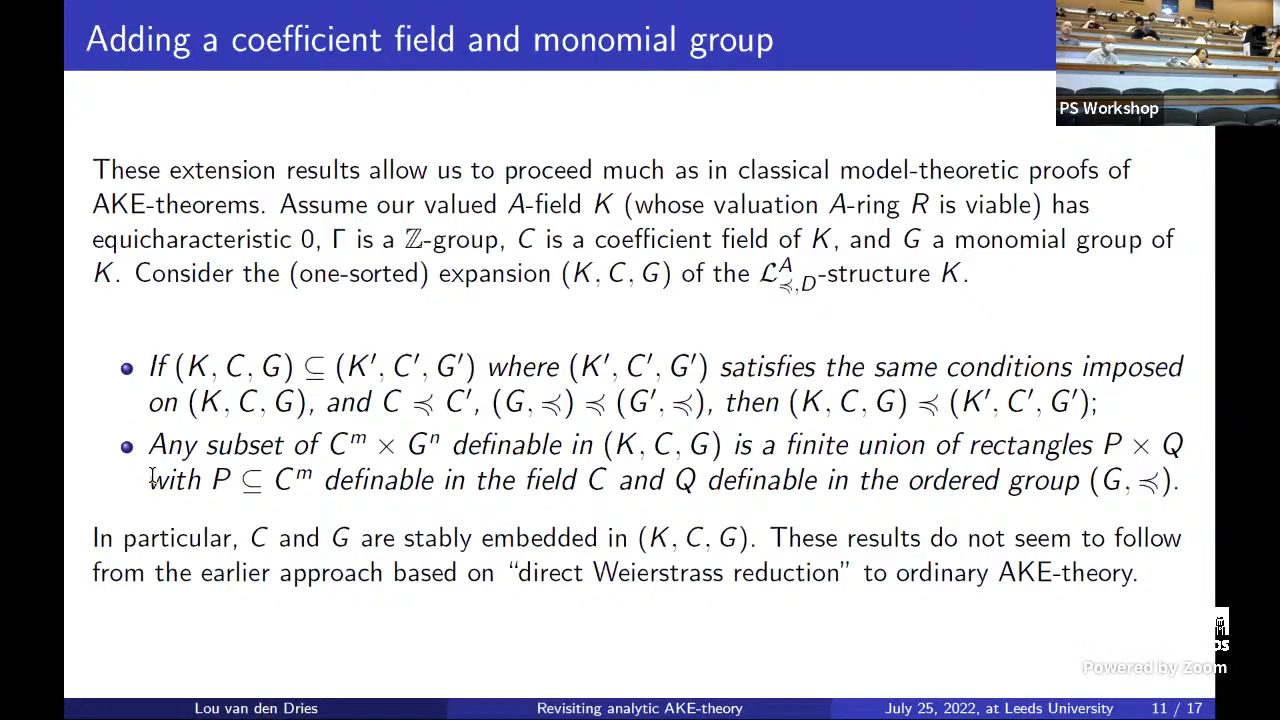 Adding a coefficient field and monomial group
PS Workshop
These extension results allow us to proceed much as in classical model-theoretic proofs of
AKE-theorems. Assume our valued A-field K (whose valuation A-ring R is viable) has
equicharacteristic 0, Γ is a ℤ-group, C is a coefficient field of K, and G a monomial group of
K. Consider the (one-sorted) expansion (K, C, G) of the ℒ^A_{≼,D}-structure K.
If (K, C, G) ⊆ (K′, C′, G′) where (K′, C′, G′) satisfies the same conditions imposed
on (K, C, G), and C ≼ C′, (G, ≼) ≼ (G′, ≼), then (K, C, G) ≼ (K′, C′, G′);
Any subset of C^m × G^n definable in (K, C, G) is a finite union of rectangles P × Q
with P ⊆ C^m definable in the field C and Q definable in the ordered group (G, ≼).
In particular, C and G are stably embedded in (K, C, G). These results do not seem to follow
from the earlier approach based on “direct Weierstrass reduction” to ordinary AKE-theory.
Powered by Zoom
Lou van den Dries Revisiting analytic AKE-theory July 25, 2022, at Leeds University 11 / 17